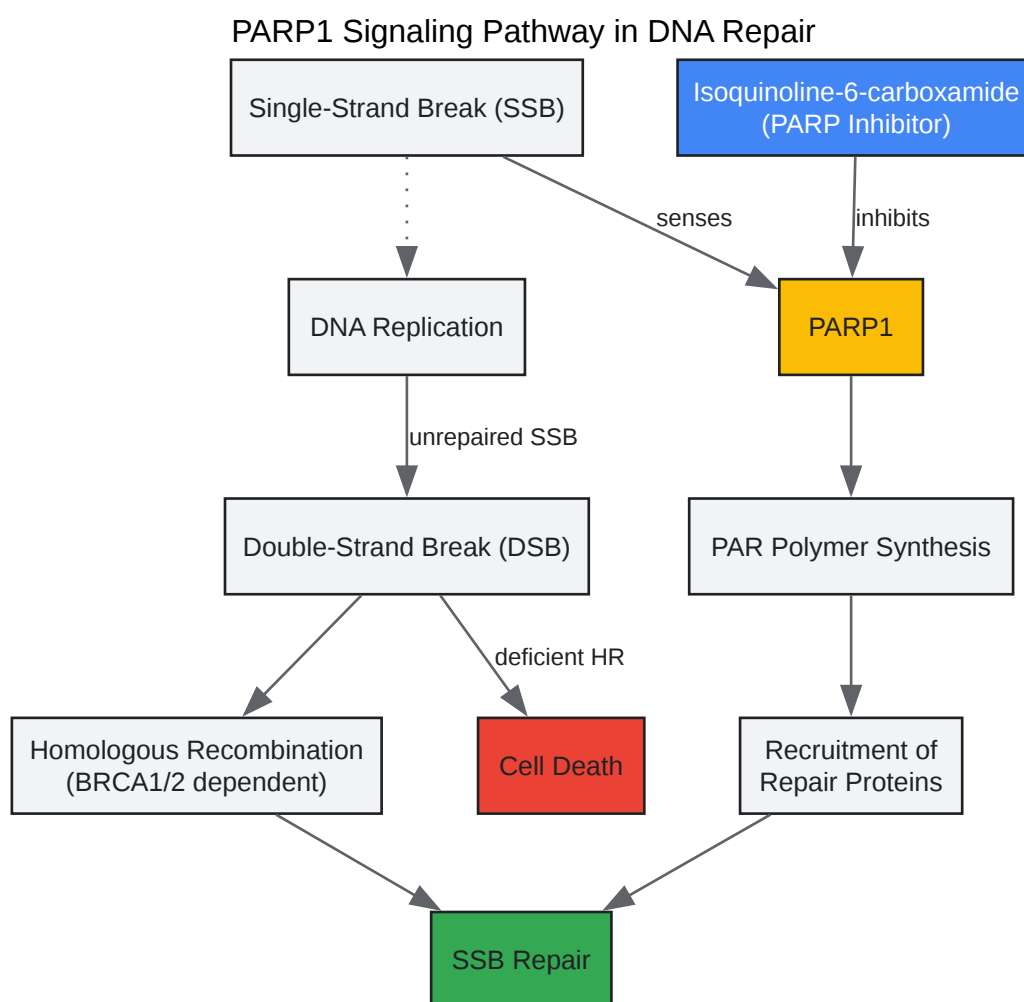 PARP1 Signaling Pathway in DNA Repair
Single-Strand Break (SSB)
Isoquinoline-6-carboxamide
(PARP Inhibitor)
senses
inhibits
DNA Replication
PARP1
unrepaired SSB
Double-Strand Break (DSB)
PAR Polymer Synthesis
deficient HR
Homologous Recombination
(BRCA1/2 dependent)
Cell Death
Recruitment of
Repair Proteins
SSB Repair